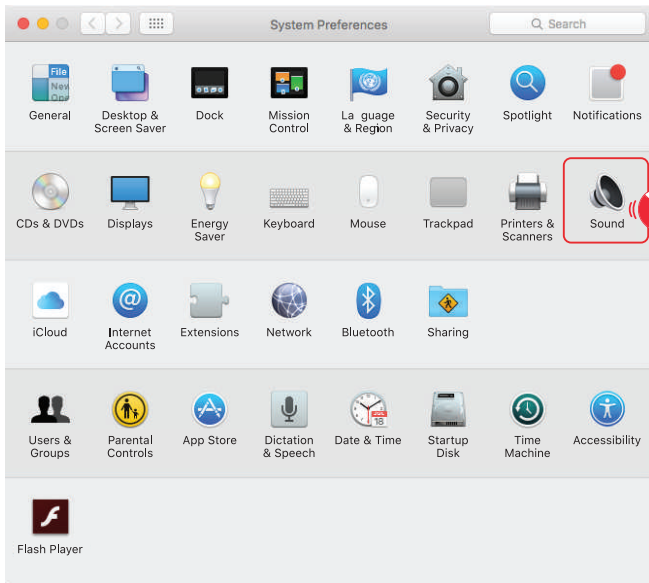 System Preferences
Search
File
New
Ope
General
Desktop &
Screen Saver
Dock
Mission
Control
La guage
& Region
Security
& Privacy
Spotlight
Notifications
CDs & DVDs
Displays
Energy
Saver
Keyboard
Mouse
Trackpad
Printers &
Scanners
Sound
iCloud
@
Internet
Accounts
Extensions
Network
Bluetooth
Sharing
Users &
Groups
Parental
Controls
App Store
Dictation
& Speech
18
Date & Time
Startup
Disk
Time
Machine
Accessibility
Flash Player